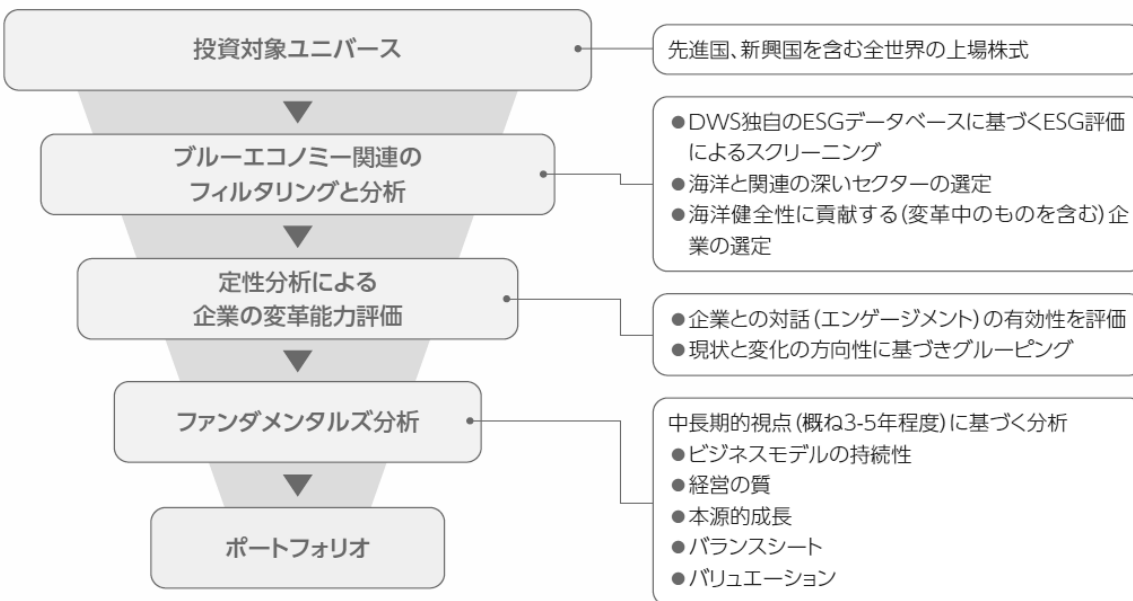 投資対象ユニバース
先進国、新興国を含む全世界の上場株式
ブルーエコノミー関連の
フィルタリングと分析
●DWS独自のESGデータベースに基づくESG評価
によるスクリーニング
●海洋と関連の深いセクターの選定
●海洋健全性に貢献する(変革中のものを含む)企
業の選定
定性分析による
企業の変革能力評価
●企業との対話(エンゲージメント)の有効性を評価
●現状と変化の方向性に基づきグルーピング
ファンダメンタルズ分析
中長期的視点(概ね3-5年程度)に基づく分析
●ビジネスモデルの持続性
●経営の質
●本源的成長
●バランスシート
●バリュエーション
ポートフォリオ